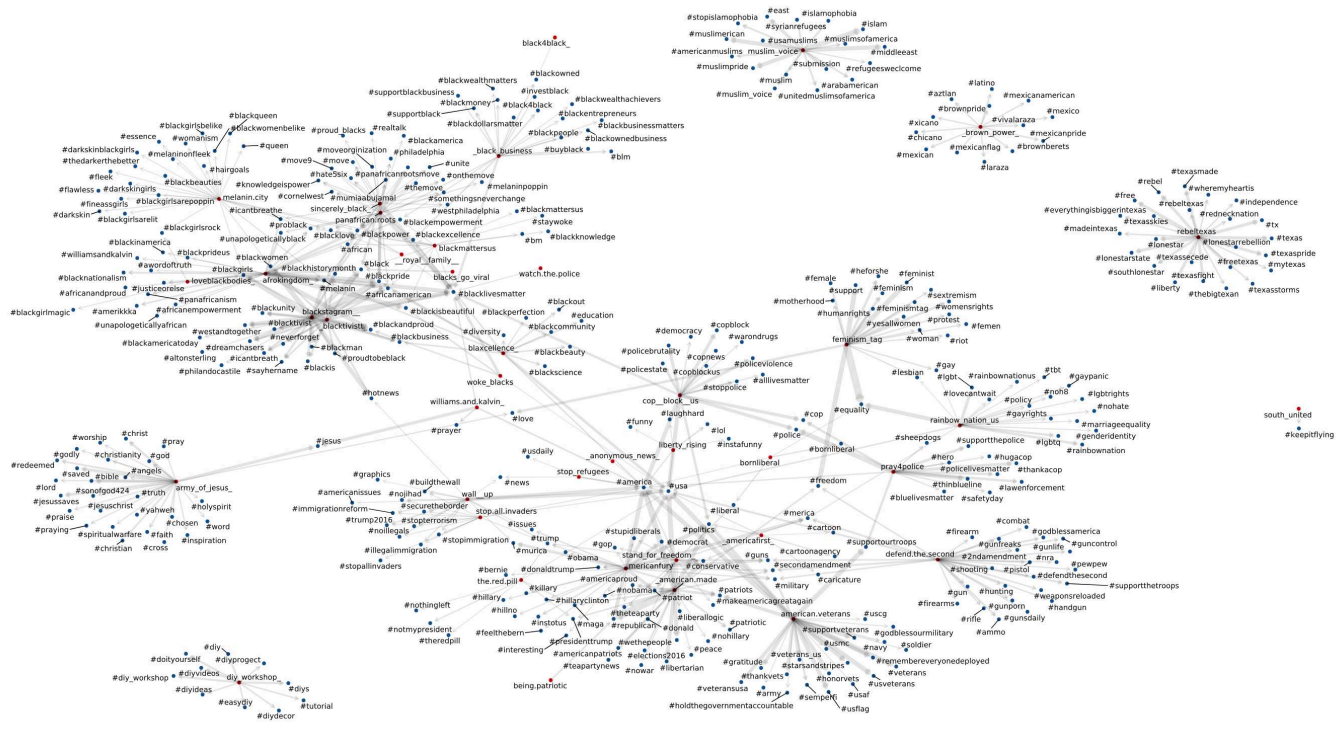 #stopislamophobia
#east
#islamophobia
#syrianrefugees
#islam
#muslimerican
#usamuslims
#muslimsofamerica
#americanmuslims
muslim_voice
#middleeast
#muslimpride
#submission
#refugeesweclome
#muslim
#arabamerican
#muslim_voice
#unitedmuslimsofamerica
black4black_
#latino
#aztlan
#mexicanamerican
#brownpride
#mexico
#xicano
#vivalaraza
#chicano
_brown_power_
#mexicanpride
#mexicanflag
#brownberets
#mexican
#laraza
#blackwealthmatters
#blackowned
#supportblackbusiness
#investblack
#blackmoney
#black4black
#blackwealthachievers
#supportblack
#blackentrepreneurs
#blackdollarsmatter
#blackbusinessmatters
#blackpeople
#blackownedbusiness
_black_business
#buyblack
#blm
#blackqueen
#blackgirlsbelike
#blackwomenbelike
#essence
#womanism
#queen
#darkskinblackgirls
#melaninonfleek
#thedarkerthebetter
#hairgoals
#fleek
#blackbeauties
#flawless
#darkskingirls
melanin.city
#fineassgirls
#blackgirlsarepoppin
#darkskin
#blackgirlsarelit
#proud_blacks
#realtalk
#blackamerica
#moveorginization
#philadelphia
#move9
#move
#unite
#hate5six
#panafricanrootsmove
#onthemove
#knowledgeispower
#themove
#melaninpoppin
#cornelwest
#mumiaabujamal
#somethingsneverchange
sincerely_black_
#westphiladelphia
#icantbreathe
panafrican.roots
#blackmattersus
#problack
#blackempowerment
#staywoke
#blackgirlsrock
#blacklove
#blackpower
#blackexcellence
#bm
#blackknowledge
#unapologeticallyblack
#blackinamerica
#african
blackmattersus
#williamsandkalvin
#blackprideus
#blackwomen
__royal_family__
#awordoftruth
#blackgirls
#blackhistorymonth
#black
watch.the.police
#blacknationalism
loveblackbodies_
afrokingdom_
#blackpride
blacks_go_viral
#africanandproud
#justiceorelse
#melanin
#africanamerican
#blacklivesmatter
#panafricanism
#blackgirlmagic
#amerikkka
#africanempowerment
#blackunity
blackstagram__
#blackisbeautiful
#blackperfection
#blackout
#unapologeticallyafrican
#blacktivist
blacktivistt
#blackandproud
#education
#westandtogether
#neverforget
#diversity
#blackcommunity
#blackamericatoday
#dreamchasers
#blackman
#blackbusiness
blaxcellence_
#blackbeauty
#altonsterling
#icantbreath
#proudtobeblack
#philandocastile
#sayhername
#blackis
#blackscience
#hotnews
woke_blacks
williams.and.kalvin_
#love
#prayer
#texasmade
#rebel
#wheremyheartis
#free
#rebeltexas
#independence
#everythingisbiggerintexas
#rednecknation
#texasskies
#tx
#madeintexas
rebeltexas
#texas
#lonestar
#lonestarrebellion
#lonestarstate
#texassecede
#texaspride
#freetexas
#southlonestar
#texasfight
#mytexas
#liberty
#thebigtexan
#texasstorms
#heforshe
#female
#feminist
#support
#feminism
#motherhood
#sextremism
#humanrights
#feminismtag
#womensrights
#yesallwomen
#protest
#femen
feminism_tag
#woman
#riot
#copblock
#democracy
#warondrugs
#policebrutality
#copnews
#policeviolence
#policestate
#copblockus
#stoppolice
#alllivesmatter
cop__block__us
#gay
#lesbian
#lgbt
#rainbownationus
#tbt
#gaypanic
#lovecantwait
#noh8
#lgbtrights
#policy
#nohate
#gayrights
#equality
#marriageequality
rainbow_nation_us
#genderidentity
#lgbtq
#rainbownation
south_united
#keepitflying
#laughhard
#cop
#funny
#lol
#police
#sheepdogs
#supportthepolice
liberty_rising
#instafunny
#bornliberal
#hero
#hugacop
_anonymous_news_
bornliberal
pray4police
#policelivesmatter
#thankacop
#usdaily
stop_refugees
#thinblueline
#lawenforcement
#freedom
#bluelivesmatter
#safetyday
#news
#america
#usa
#jesus
#christ
#worship
#pray
#godly
#christianity
#god
#redeemed
#saved
#bible
#angels
army_of_jesus_
#lord
#sonofgod424
#truth
#jesussaves
#jesuschrist
#yahweh
#holyspirit
#praise
#chosen
#praying
#spiritualwarfare
#faith
#word
#christian
#cross
#inspiration
#graphics
#buildthewall
#americanissues
#nojihad
wall__up
#immigrationreform
#securetheborder
#trump2016
#stopterrorism
stop.all.invaders
#noillegals
#issues
#illegalimmigration
#stopimmigration
#stopallinvaders
#liberal
#merica
#politics
#cartoon
#stupidliberals
#supportourtroops
#trump
_americafirst_
#murica
#gop
#democrat
#cartoonagency
#obama
stand_for_freedom
#guns
#secondamendment
#bernie
#donaldtrump
mericanfury
#conservative
the.red.pill
#americaproud
_american.made
#military
#caricature
#killary
#nobama
#patriot
#patriots
#hillary
#hillaryclinton
#makeamericagreatagain
#nothingleft
#hillno
#theteaparty
#liberallogic
#instotus
#maga
#republican
#donald
#patriotic
#notmypresident
#feelthebern
#nohillary
#theredpill
#presidenttrump
#wethepeople
#peace
#interesting
#americanpatriots
#elections2016
#teapartynews
#nowar
#libertarian
being.patriotic
#combat
#firearm
#godblessamerica
#gunfreaks
#gunlife
#guncontrol
defend.the.second
#2ndamendment
#nra
#pewpew
#shooting
#pistol
#defendthesecond
#supportthetroops
#gun
#hunting
#weaponsreloaded
#firearms
#gunporn
#handgun
#rifle
#gunsdaily
#ammo
american.veterans
#uscg
#supportveterans
#godblessourmilitary
#usmc
#navy
#soldier
#veterans_us
#gratitude
#starsandstripes
#remembereveryonedeployed
#thankvets
#honorvets
#veterans
#veteransusa
#army
#usveterans
#semperfi
#usaf
#holdthegovernmentaccountable
#usflag
#diy
#doityourself
#diyproject
#diy_workshop
#diyvideos
diy_workshop_
#diyideas
#diys
#easydiy
#tutorial
#diydecor